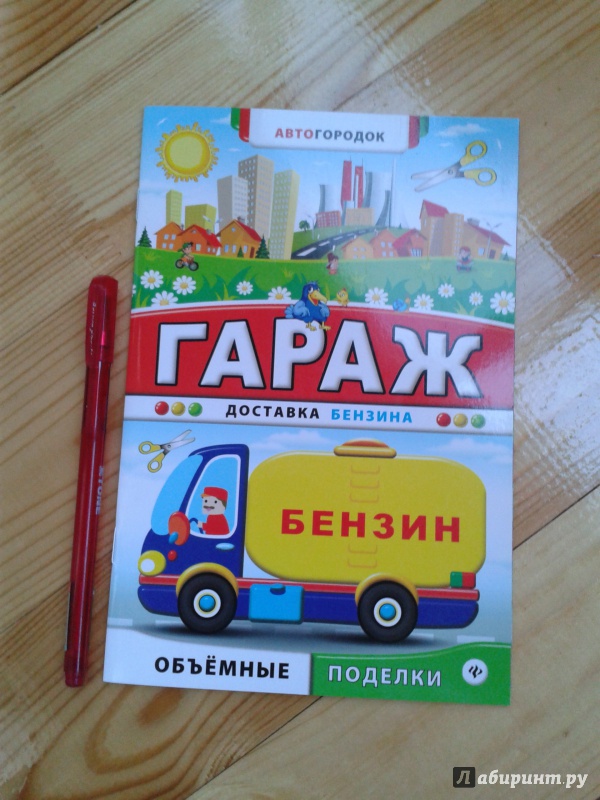 АВТОГОРОДОК
ГАРАЖ
ДОСТАВКА БЕНЗИНА
БЕНЗИН
ОБЪЁМНЫЕ ПОДЕЛКИ
Лабиринт.ру